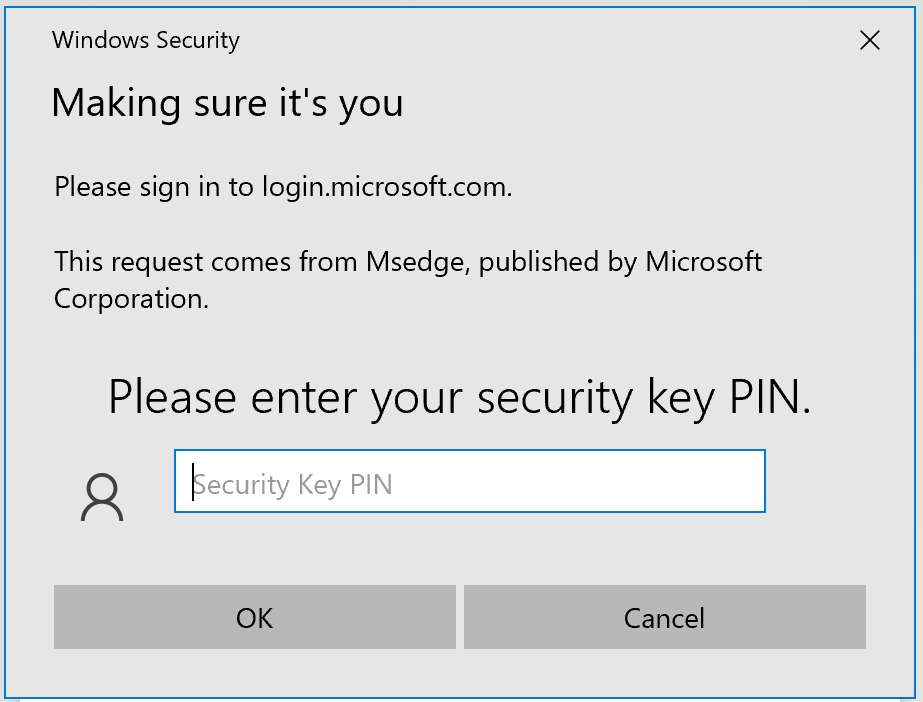 Windows Security
Making sure it's you
Please sign in to login.microsoft.com.
This request comes from Msedge, published by Microsoft
Corporation.
Please enter your security key PIN.
Security Key PIN
OK
Cancel